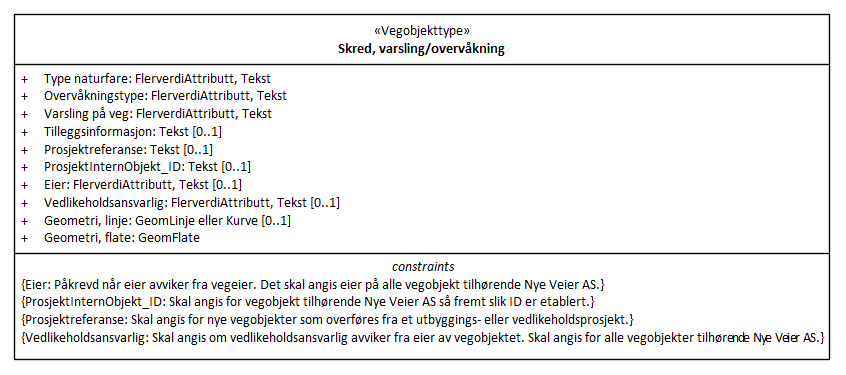 «Vegobjekttype»
Skred, varsling/overvåkning
+ Type naturfare: FlerverdiAttributt, Tekst
+ Overvåkningstype: FlerverdiAttributt, Tekst
+ Varsling på veg: FlerverdiAttributt, Tekst
+ Tilleggsinformasjon: Tekst [0..1]
+ Prosjektreferanse: Tekst [0..1]
+ ProsjektInternObjekt_ID: Tekst [0..1]
+ Eier: FlerverdiAttributt, Tekst [0..1]
+ Vedlikeholdsansvarlig: FlerverdiAttributt, Tekst [0..1]
+ Geometri, linje: GeomLinje eller Kurve [0..1]
+ Geometri, flate: GeomFlate
constraints
{Eier: Påkrevd når eier avviker fra vegeier. Det skal angis eier på alle vegobjekt tilhørende Nye Veier AS.}
{ProsjektInternObjekt_ID: Skal angis for vegobjekt tilhørende Nye Veier AS så fremt slik ID er etablert.}
{Prosjektreferanse: Skal angis for nye vegobjekter som overføres fra et utbyggings- eller vedlikeholdsprosjekt.}
{Vedlikeholdsansvarlig: Skal angis om vedlikeholdsansvarlig avviker fra eier av vegobjektet. Skal angis for alle vegobjekter tilhørende Nye Veier AS.}